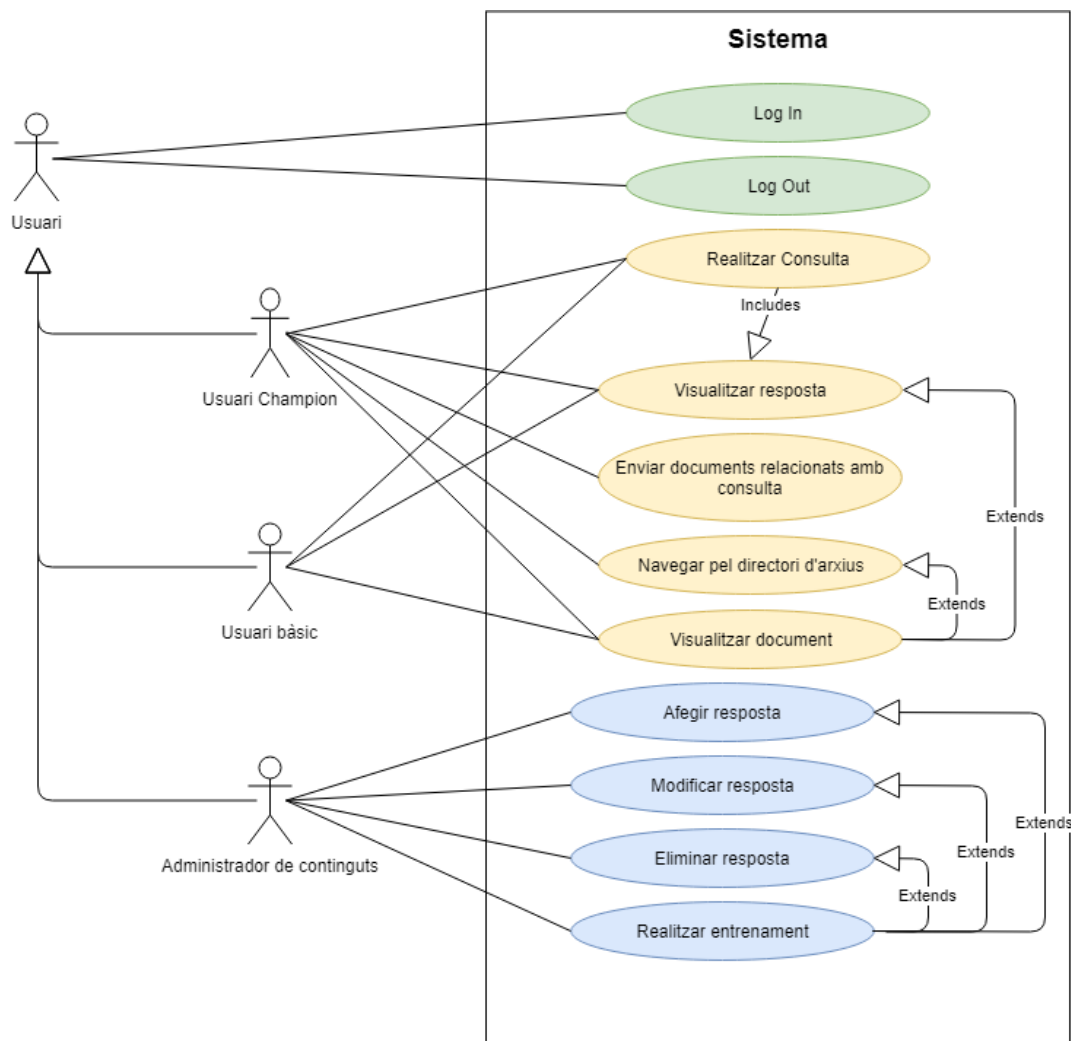 Sistema
Log In
Log Out
Usuari
Realitzar Consulta
Includes
Usuari Champion
Visualitzar resposta
Enviar documents relacionats amb
consulta
Extends
Navegar pel directori d'arxius
Extends
Usuari bàsic
Visualitzar document
Afegir resposta
Modificar resposta
Extends
Extends
Administrador de continguts
Eliminar resposta
Extends
Realitzar entrenament